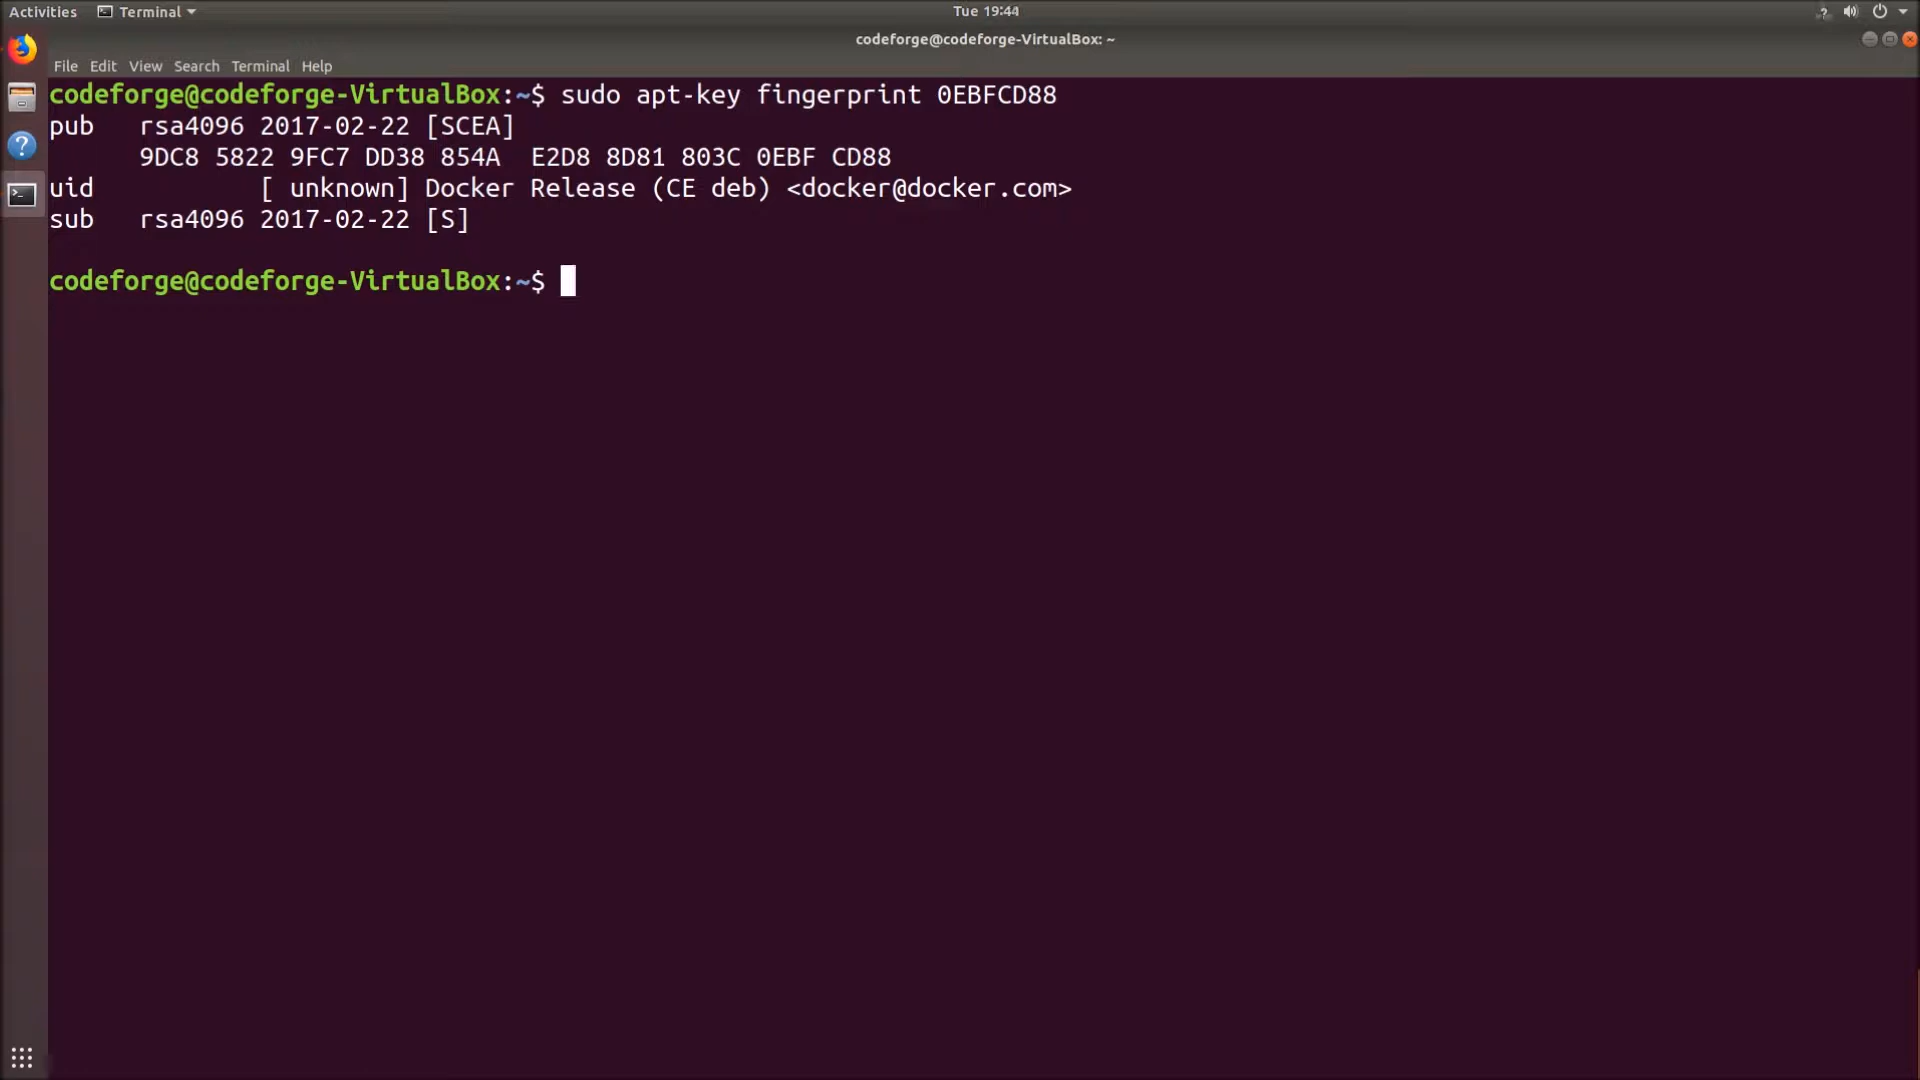 Activities Terminal Tue 19:44
codeforge@codeforge-VirtualBox: ~
File Edit View Search Terminal Help
codeforge@codeforge-VirtualBox:~$ sudo apt-key fingerprint 0EBFCD88
pub   rsa4096 2017-02-22 [SCEA]
      9DC8 5822 9FC7 DD38 854A  E2D8 8D81 803C 0EBF CD88
uid           [ unknown] Docker Release (CE deb) <docker@docker.com>
sub   rsa4096 2017-02-22 [S]
codeforge@codeforge-VirtualBox:~$